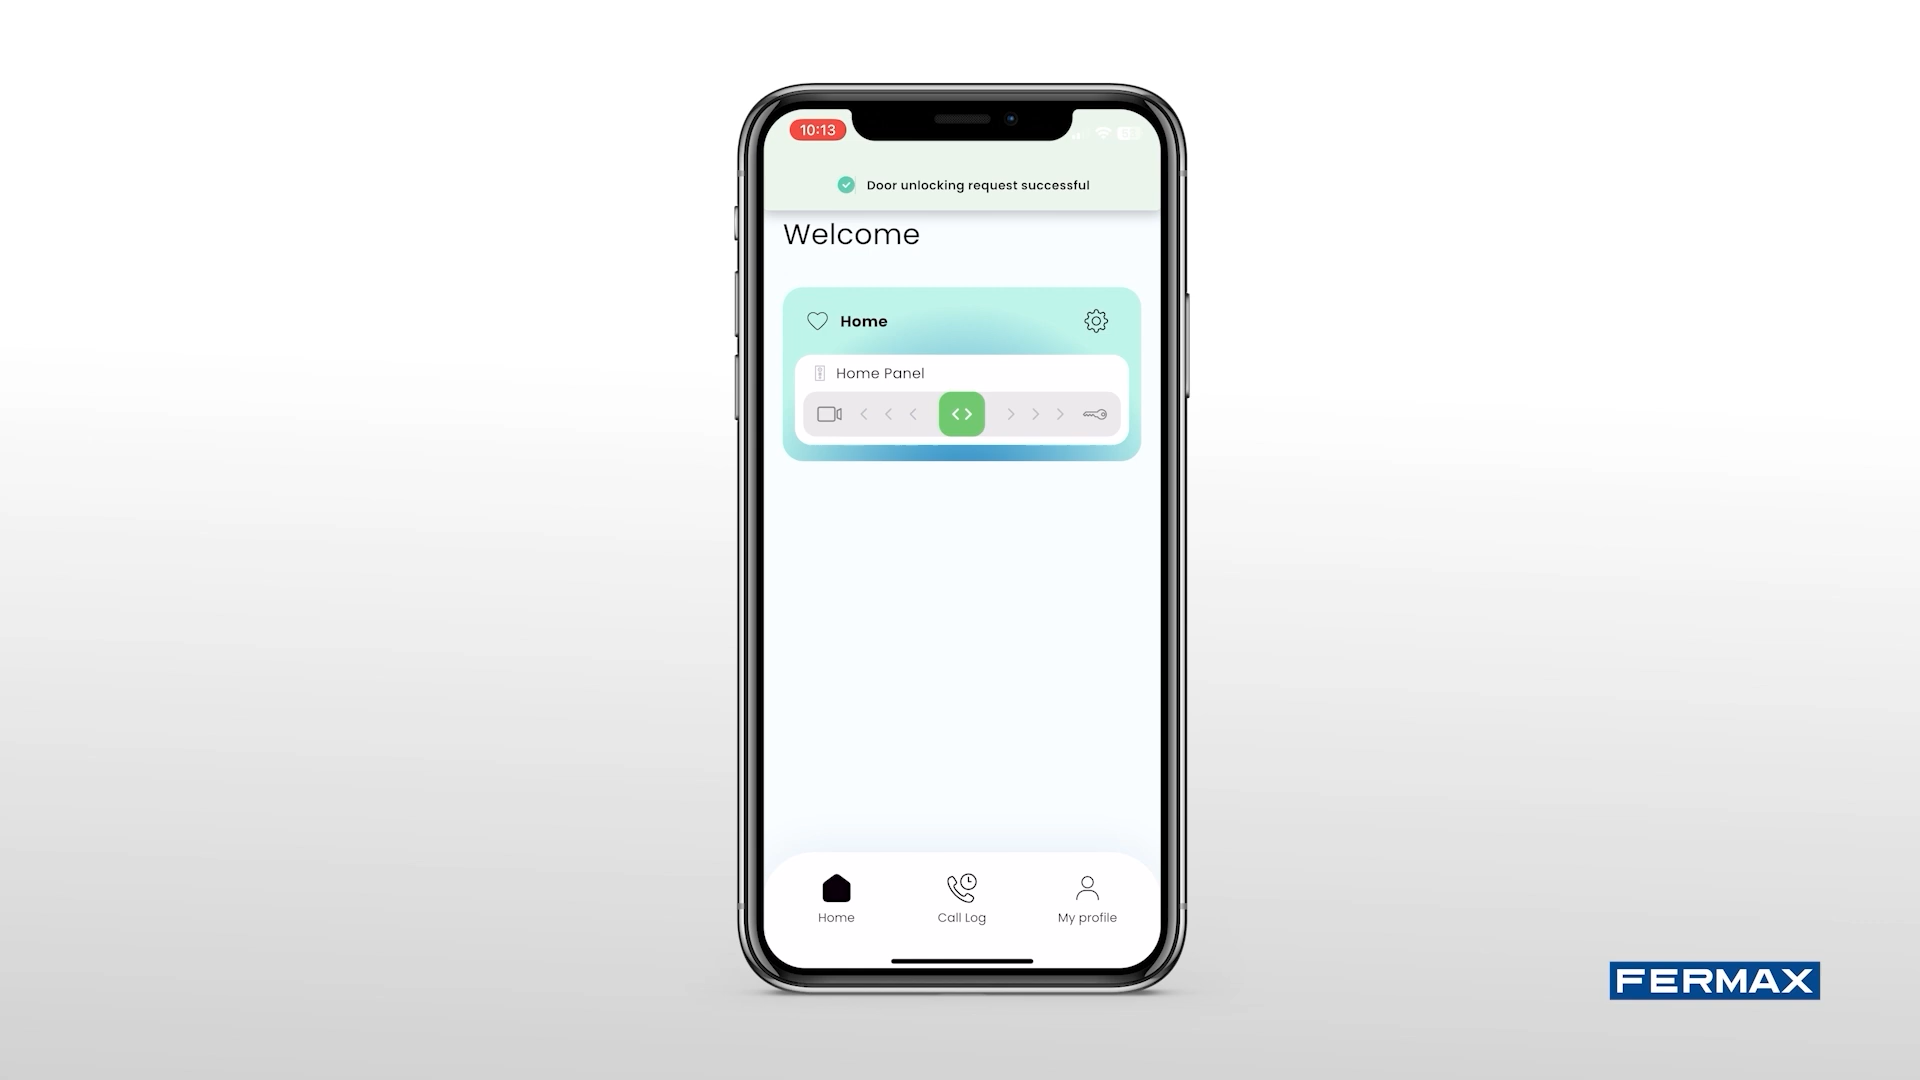 10:13
Door unlocking request successful
Welcome
Home
Home Panel
Home
Call Log
My profile
FERMAX